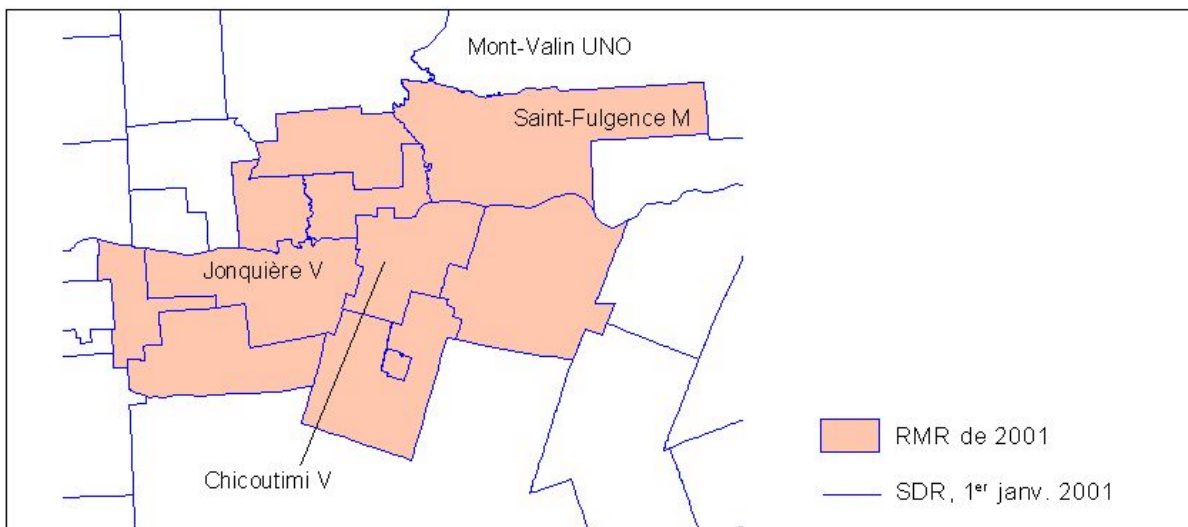 Mont-Valin UNO
Saint-Fulgence M
Jonquière V
RMR de 2001
Chicoutimi V
SDR, 1er janv. 2001